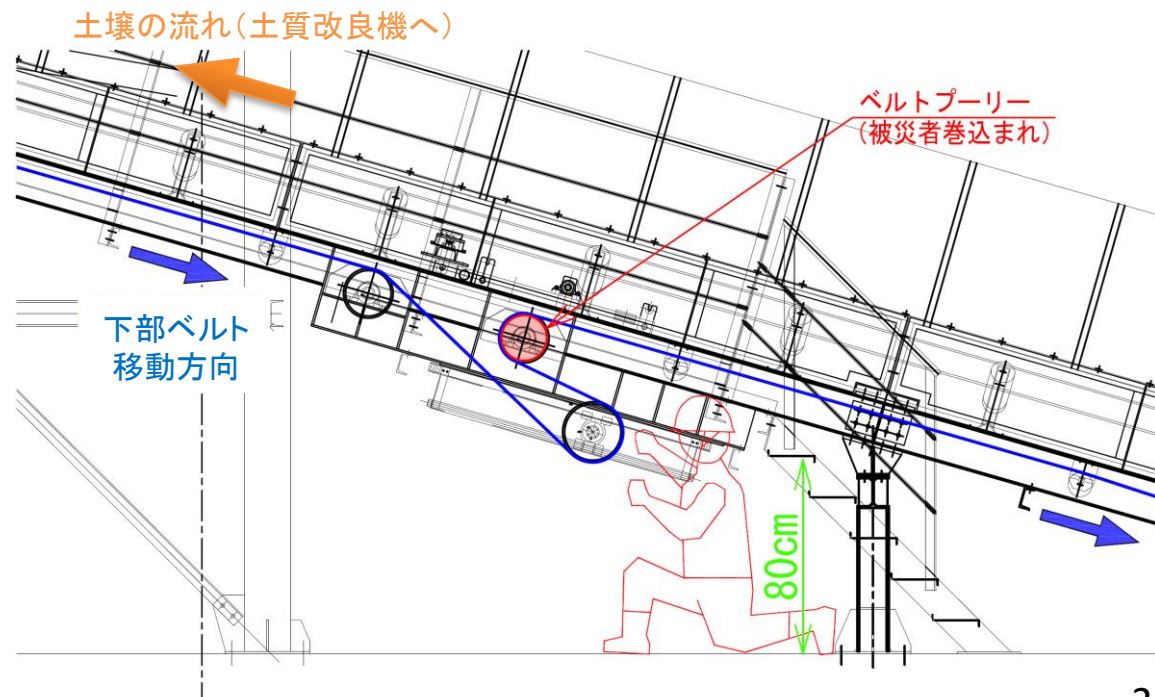 土壌の流れ(土質改良機へ)
ベルトプーリー
(被災者巻込まれ)
下部ベルト
移動方向
80cm